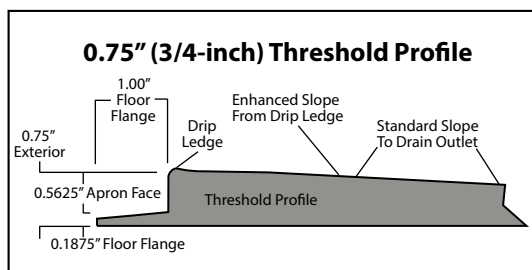 0.75” (3/4-inch) Threshold Profile
1.00”
Floor
Flange
0.75”
Exterior
Drip
Ledge
Enhanced Slope
From Drip Ledge
Standard Slope
To Drain Outlet
0.5625” Apron Face
Threshold Profile
0.1875” Floor Flange